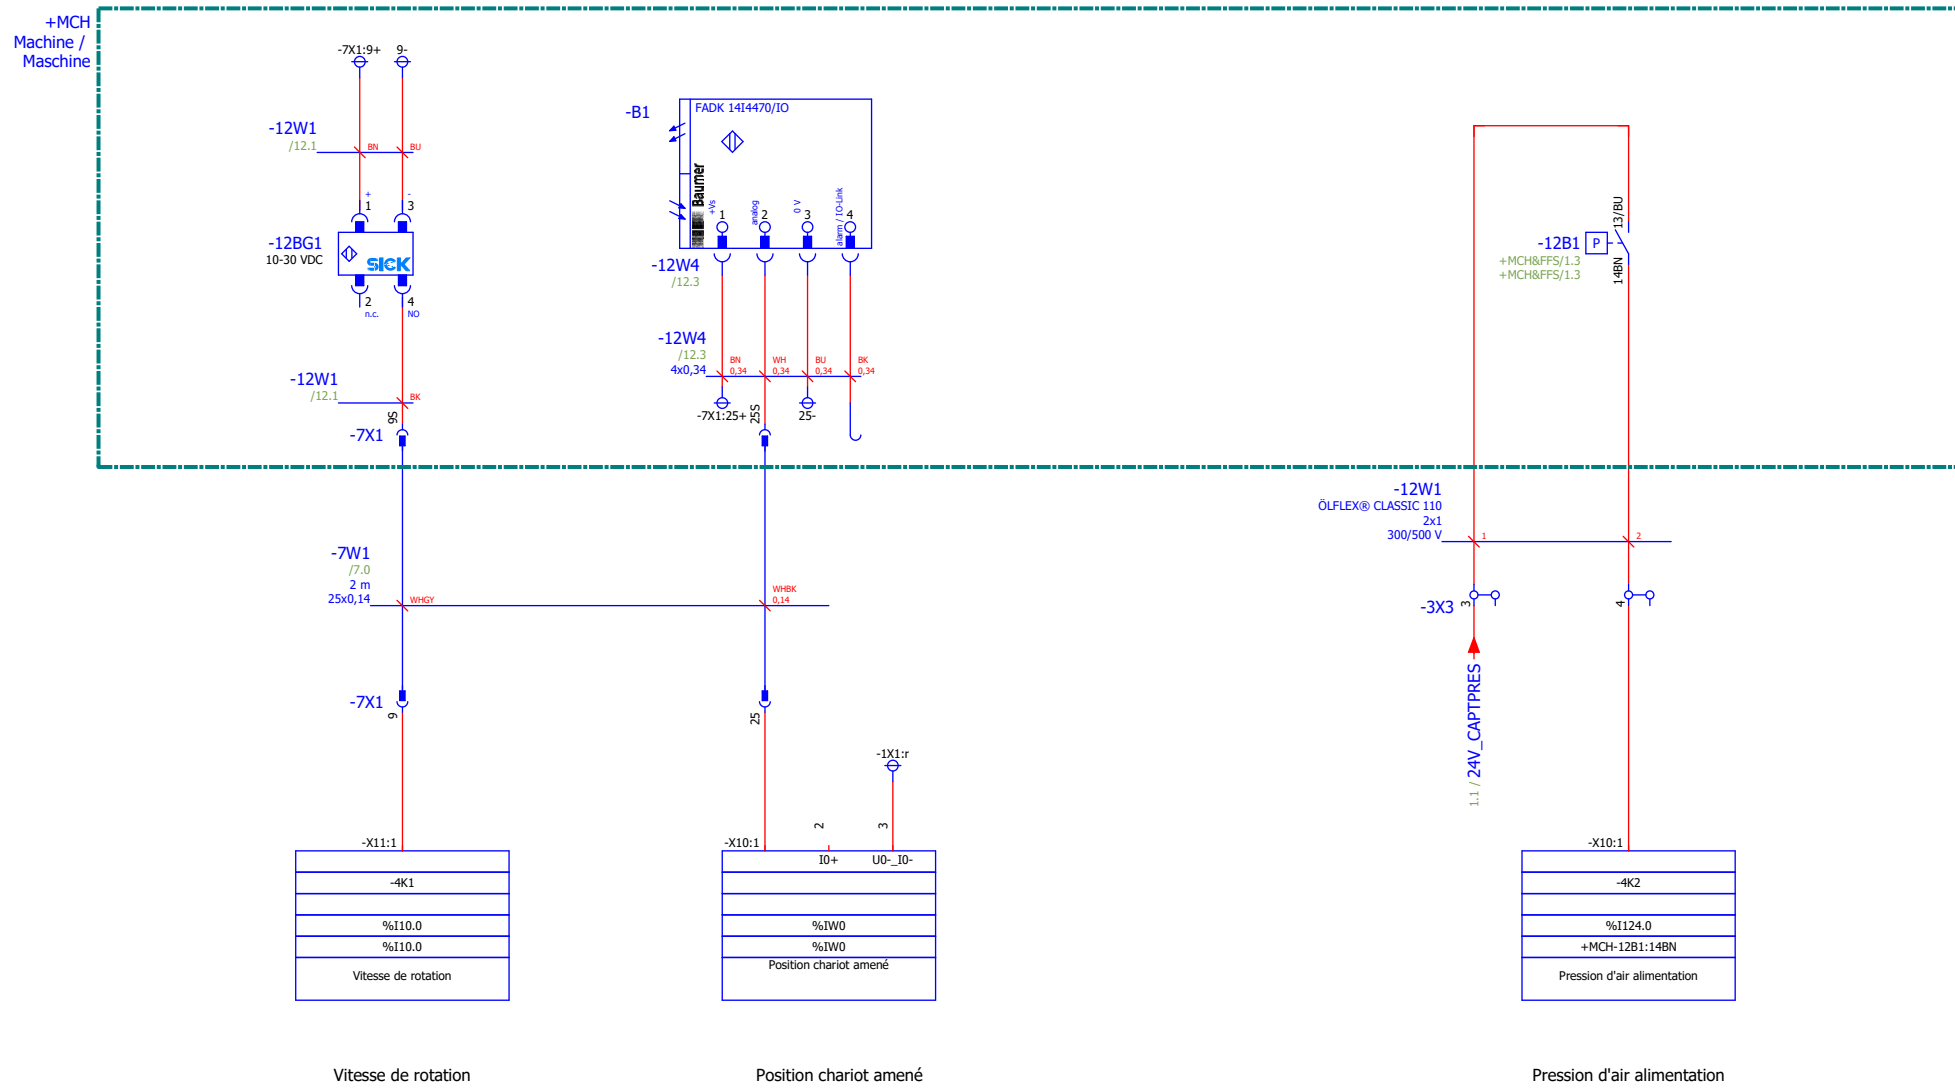 +MCH
Machine /
Maschine
-7X1:9+
9-
-12W1
/12.1
BN
BU
+
-
1
3
-12BG1
10-30 VDC
SICK
2
4
n.c.
NO
-12W1
/12.1
BK
9S
-7X1
-B1
FADK 14I4470/IO
Baumer
+Vs
analog
0 V
alarm / IO-Link
1
2
3
4
-12W4
/12.3
-12W4
/12.3
4x0,34
BN
0,34
WH
0,34
BU
0,34
BK
0,34
-7X1:25+
25S
25-
13/BU
-12B1
P
+MCH&FFS/1.3
+MCH&FFS/1.3
14BN
-12W1
ÖLFLEX® CLASSIC 110
2x1
300/500 V
1
2
-7W1
/7.0
2 m
25x0,14
WHGY
WHBK
0,14
-3X3
3
4
-7X1
9
25
1.1 / 24V_CAPTPRES
-1X1:r
2
3
-X11:1
-X10:1
I0+
U0-_I0-
-X10:1
-4K1
-4K2
%I10.0
%IW0
%I124.0
%I10.0
%IW0
+MCH-12B1:14BN
Vitesse de rotation
Position chariot amené
Pression d'air alimentation
Vitesse de rotation
Position chariot amené
Pression d'air alimentation